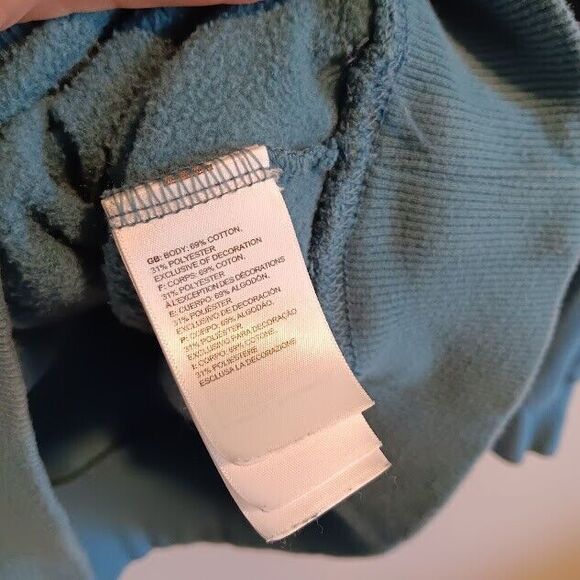 GB: BODY: 69% COTTON,
31% POLYESTER
EXCLUSIVE OF DECORATION
F: CORPS: 69% COTON,
31% POLYESTER
À L'EXCEPTION DES DÉCORATIONS
E: CUERPO: 69% ALGODÓN,
31% POLIÉSTER
EXCLUSIVO DE DECORACIÓN
P: CORPO: 69% ALGODÃO,
31% POLIÉSTER
EXCLUSIVO PARA DECORAÇÃO
I: CORPO: 69% COTONE,
31% POLIESTERE
ESCLUSA LA DECORAZIONE